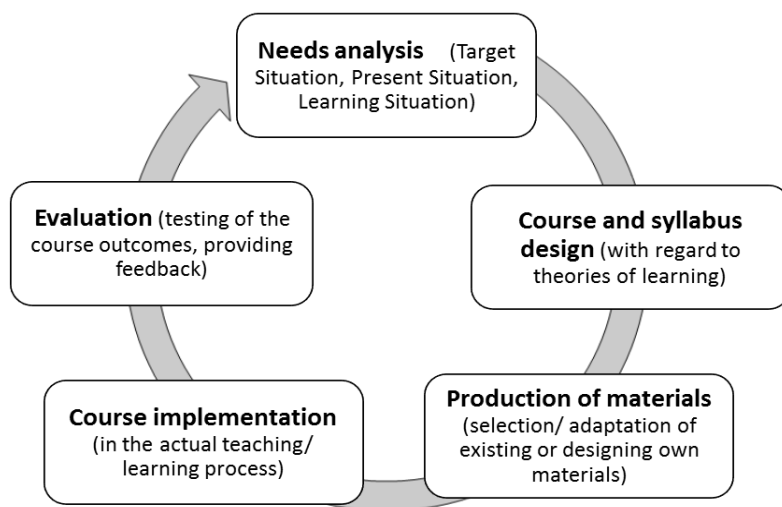 Needs analysis (Target
Situation, Present Situation,
Learning Situation)
Course and syllabus
design (with regard to
theories of learning)
Production of materials
(selection/ adaptation of
existing or designing own
materials)
Course implementation
(in the actual teaching/
learning process)
Evaluation (testing of the
course outcomes, providing
feedback)